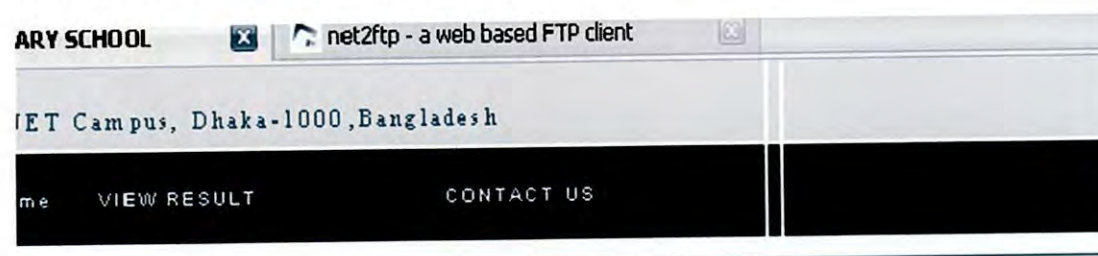 ARY SCHOOL net2ftp - a web based FTP client
ET Campus, Dhaka-1000,Bangladesh
me VIEW RESULT CONTACT US